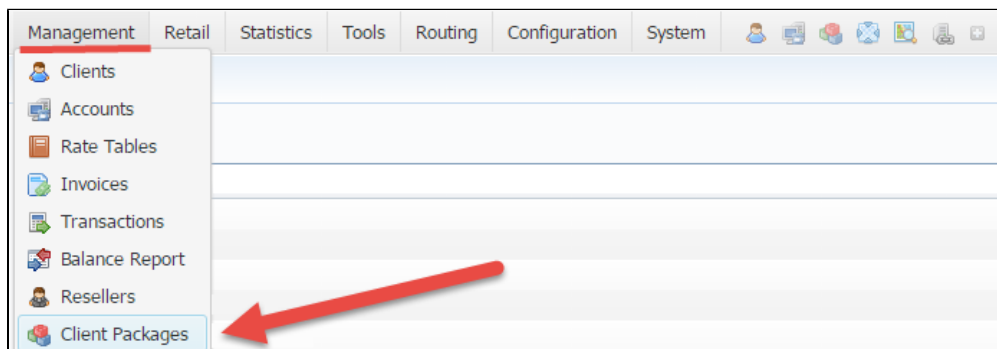 Management Retail Statistics Tools Routing Configuration System
Clients
Accounts
Rate Tables
Invoices
Transactions
Balance Report
Resellers
Client Packages